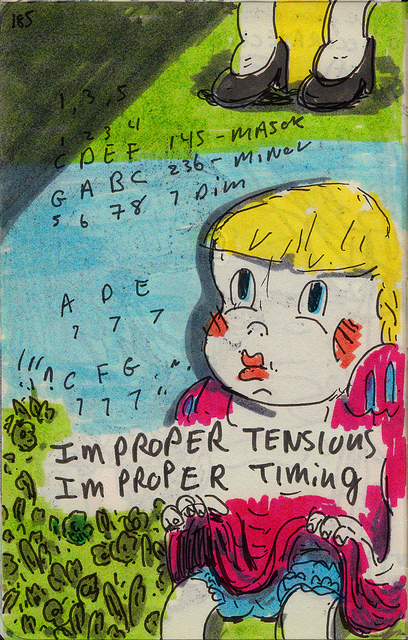 185
1, 3, 5
1 2 3 4
C D E F 145 - MASOR
G A B C 236 - MINOR
5 6 7 8 7 Dim
A D E
7 7 7
C F G
7 7 7
IMPROPER TENSIONS
IMPROPER TIMING